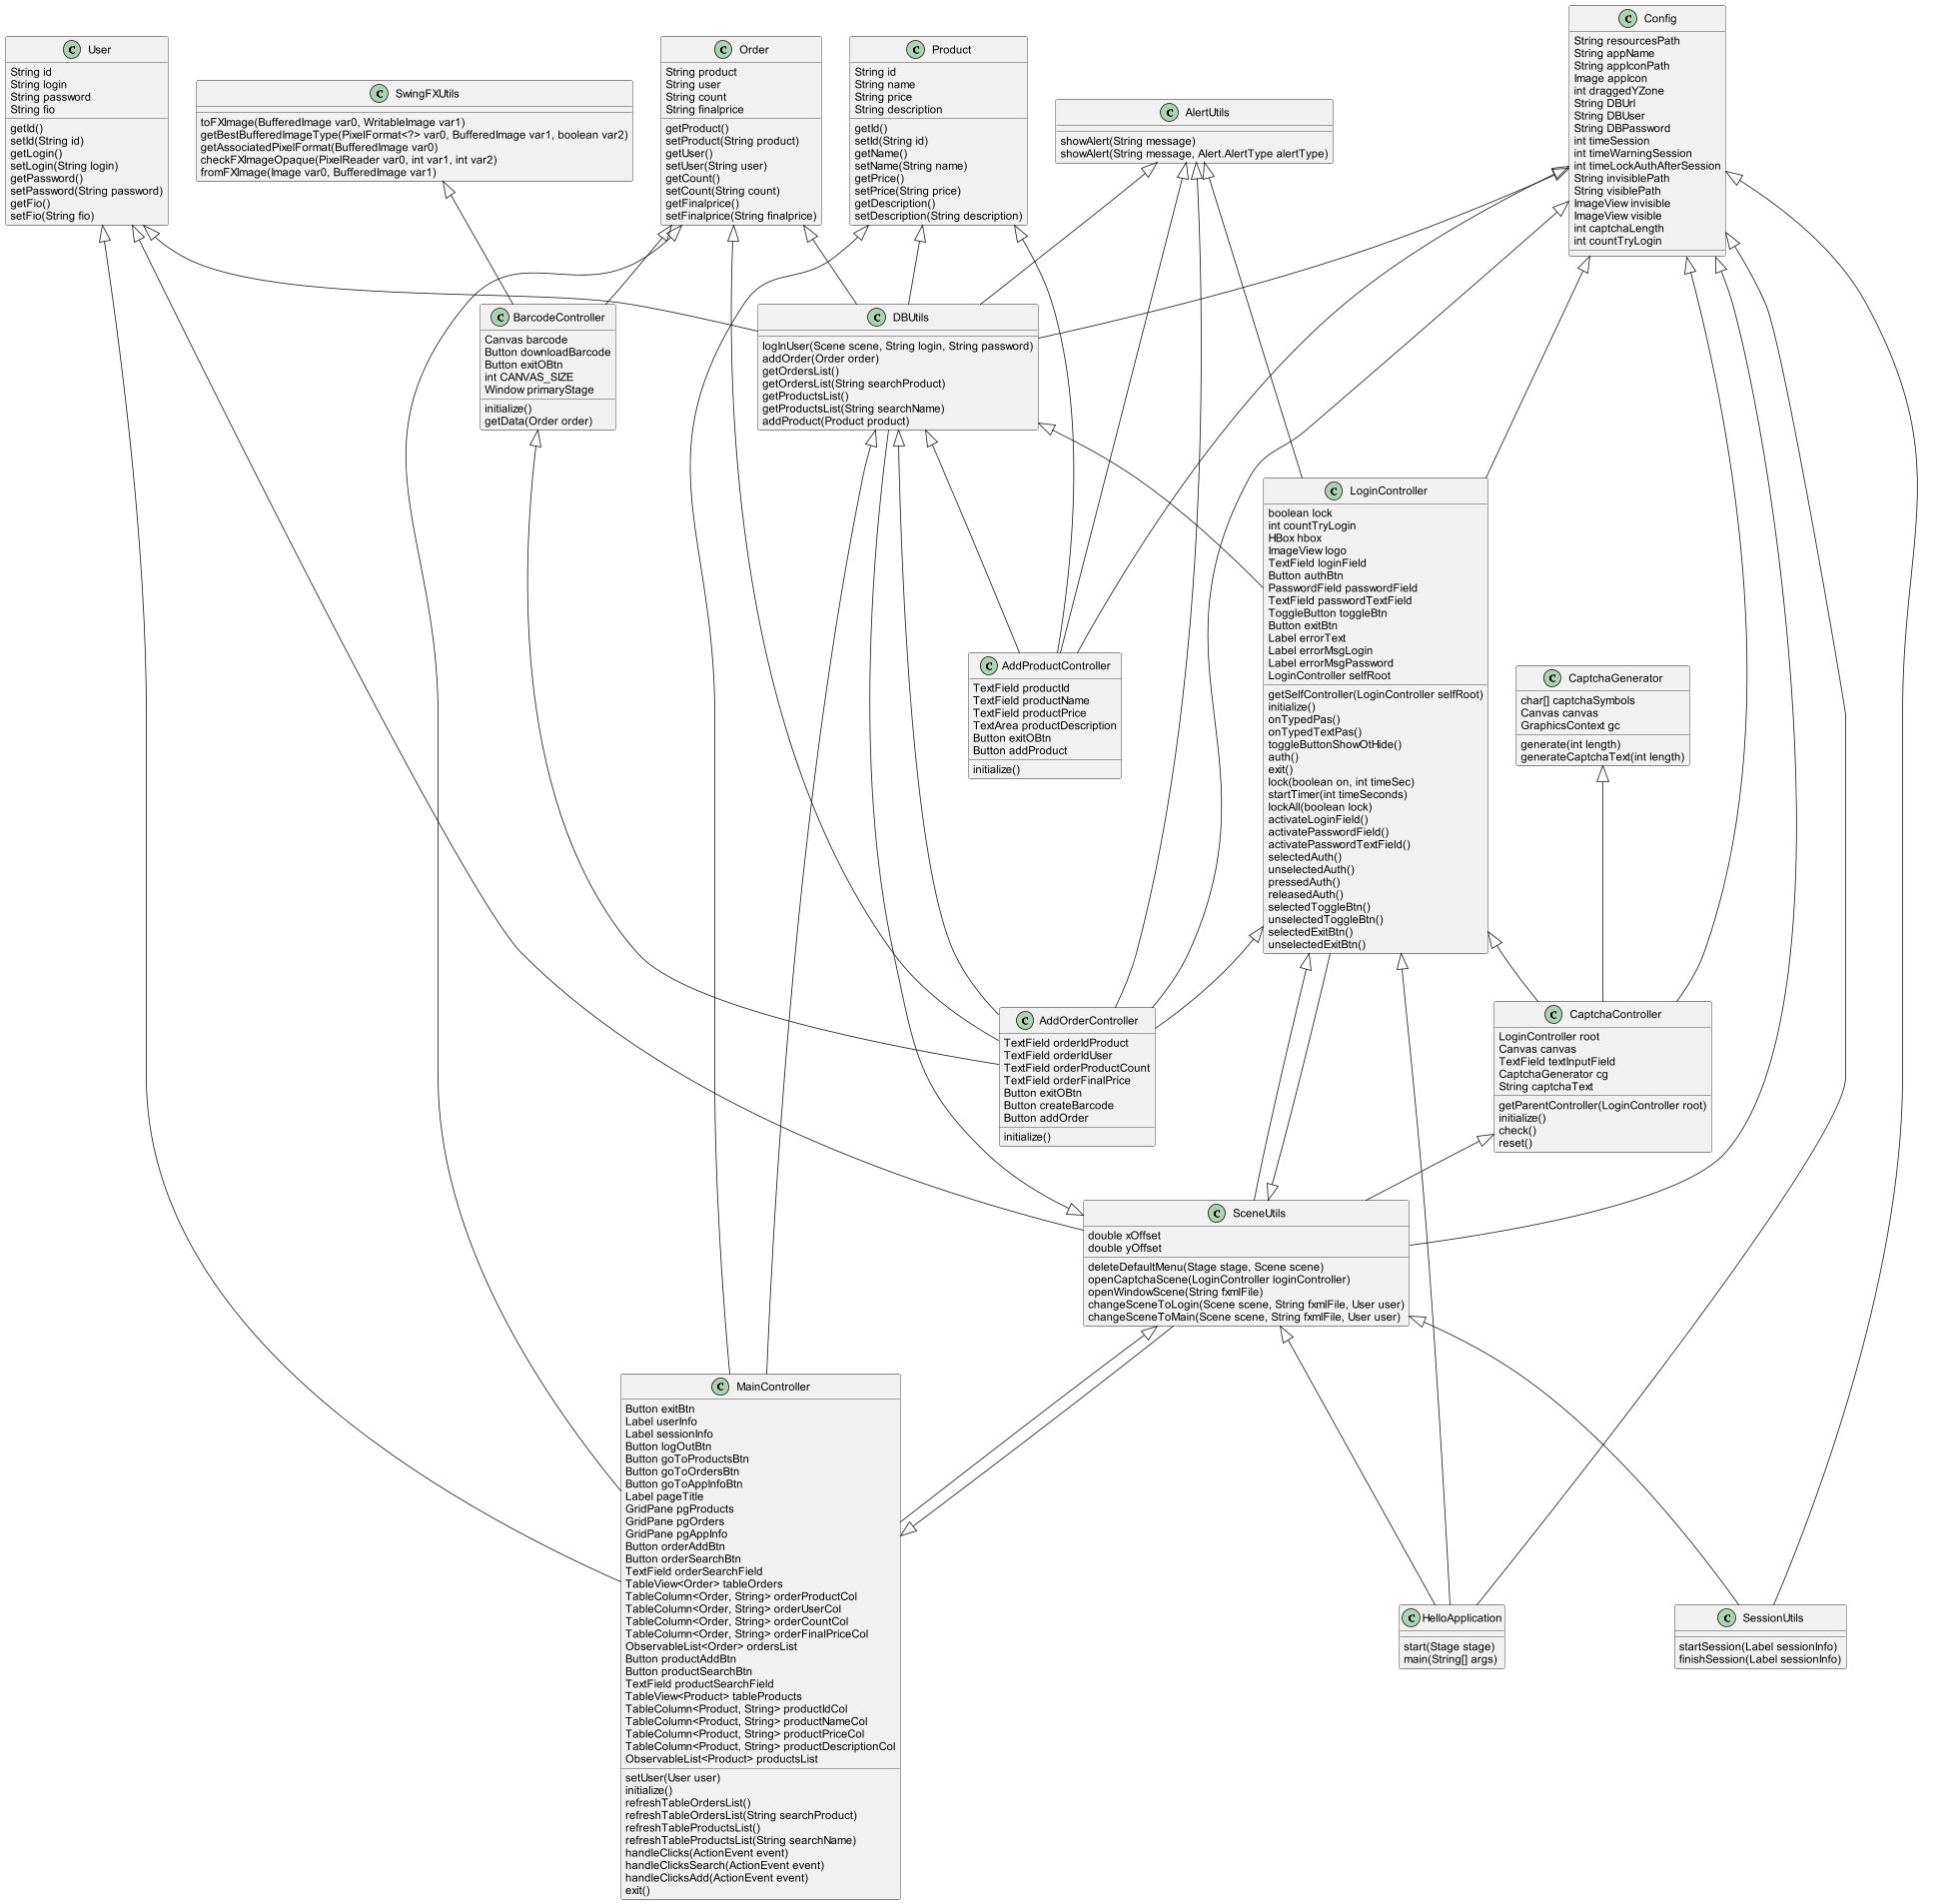 C Config
String resourcesPath
String appName
String appIconPath
Image appIcon
int draggedYZone
String DBUrl
String DBUser
String DBPassword
int timeSession
int timeWarningSession
int timeLockAuthAfterSession
String invisiblePath
String visiblePath
ImageView invisible
ImageView visible
int captchaLength
int countTryLogin
C User
String id
String login
String password
String fio
getId()
setId(String id)
getLogin()
setLogin(String login)
getPassword()
setPassword(String password)
getFio()
setFio(String fio)
C SwingFXUtils
toFXImage(BufferedImage var0, WritableImage var1)
getBestBufferedImageType(PixelFormat<?> var0, BufferedImage var1, boolean var2)
getAssociatedPixelFormat(BufferedImage var0)
checkFXImageOpaque(PixelReader var0, int var1, int var2)
fromFXImage(Image var0, BufferedImage var1)
C Order
String product
String user
String count
String finalprice
getProduct()
setProduct(String product)
getUser()
setUser(String user)
getCount()
setCount(String count)
getFinalprice()
setFinalprice(String finalprice)
C Product
String id
String name
String price
String description
getId()
setId(String id)
getName()
setName(String name)
getPrice()
setPrice(String price)
getDescription()
setDescription(String description)
C AlertUtils
showAlert(String message)
showAlert(String message, Alert.AlertType alertType)
C BarcodeController
Canvas barcode
Button downloadBarcode
Button exitOBtn
int CANVAS_SIZE
Window primaryStage
initialize()
getData(Order order)
C DBUtils
logInUser(Scene scene, String login, String password)
addOrder(Order order)
getOrdersList()
getOrdersList(String searchProduct)
getProductsList()
getProductsList(String searchName)
addProduct(Product product)
C LoginController
boolean lock
int countTryLogin
HBox hbox
ImageView logo
TextField loginField
Button authBtn
PasswordField passwordField
TextField passwordTextField
ToggleButton toggleBtn
Button exitBtn
Label errorText
Label errorMsgLogin
Label errorMsgPassword
LoginController selfRoot
getSelfController(LoginController selfRoot)
initialize()
onTypedPas()
onTypedTextPas()
toggleButtonShowOtHide()
auth()
exit()
lock(boolean on, int timeSec)
startTimer(int timeSeconds)
lockAll(boolean lock)
activateLoginField()
activatePasswordField()
activatePasswordTextField()
selectedAuth()
unselectedAuth()
pressedAuth()
releasedAuth()
selectedToggleBtn()
unselectedToggleBtn()
selectedExitBtn()
unselectedExitBtn()
C AddProductController
TextField productId
TextField productName
TextField productPrice
TextArea productDescription
Button exitOBtn
Button addProduct
initialize()
C CaptchaGenerator
char[] captchaSymbols
Canvas canvas
GraphicsContext gc
generate(int length)
generateCaptchaText(int length)
C AddOrderController
TextField orderIdProduct
TextField orderIdUser
TextField orderProductCount
TextField orderFinalPrice
Button exitOBtn
Button createBarcode
Button addOrder
initialize()
C CaptchaController
LoginController root
Canvas canvas
TextField textInputField
CaptchaGenerator cg
String captchaText
getParentController(LoginController root)
initialize()
check()
reset()
C SceneUtils
double xOffset
double yOffset
deleteDefaultMenu(Stage stage, Scene scene)
openCaptchaScene(LoginController loginController)
openWindowScene(String fxmlFile)
changeSceneToLogin(Scene scene, String fxmlFile, User user)
changeSceneToMain(Scene scene, String fxmlFile, User user)
C MainController
Button exitBtn
Label userInfo
Label sessionInfo
Button logOutBtn
Button goToProductsBtn
Button goToOrdersBtn
Button goToAppInfoBtn
Label pageTitle
GridPane pgProducts
GridPane pgOrders
GridPane pgAppInfo
Button orderAddBtn
Button orderSearchBtn
TextField orderSearchField
TableView<Order> tableOrders
TableColumn<Order, String> orderProductCol
TableColumn<Order, String> orderUserCol
TableColumn<Order, String> orderCountCol
TableColumn<Order, String> orderFinalPriceCol
ObservableList<Order> ordersList
Button productAddBtn
Button productSearchBtn
TextField productSearchField
TableView<Product> tableProducts
TableColumn<Product, String> productIdCol
TableColumn<Product, String> productNameCol
TableColumn<Product, String> productPriceCol
TableColumn<Product, String> productDescriptionCol
ObservableList<Product> productsList
setUser(User user)
initialize()
refreshTableOrdersList()
refreshTableOrdersList(String searchProduct)
refreshTableProductsList()
refreshTableProductsList(String searchName)
handleClicks(ActionEvent event)
handleClicksSearch(ActionEvent event)
handleClicksAdd(ActionEvent event)
exit()
C HelloApplication
start(Stage stage)
main(String[] args)
C SessionUtils
startSession(Label sessionInfo)
finishSession(Label sessionInfo)